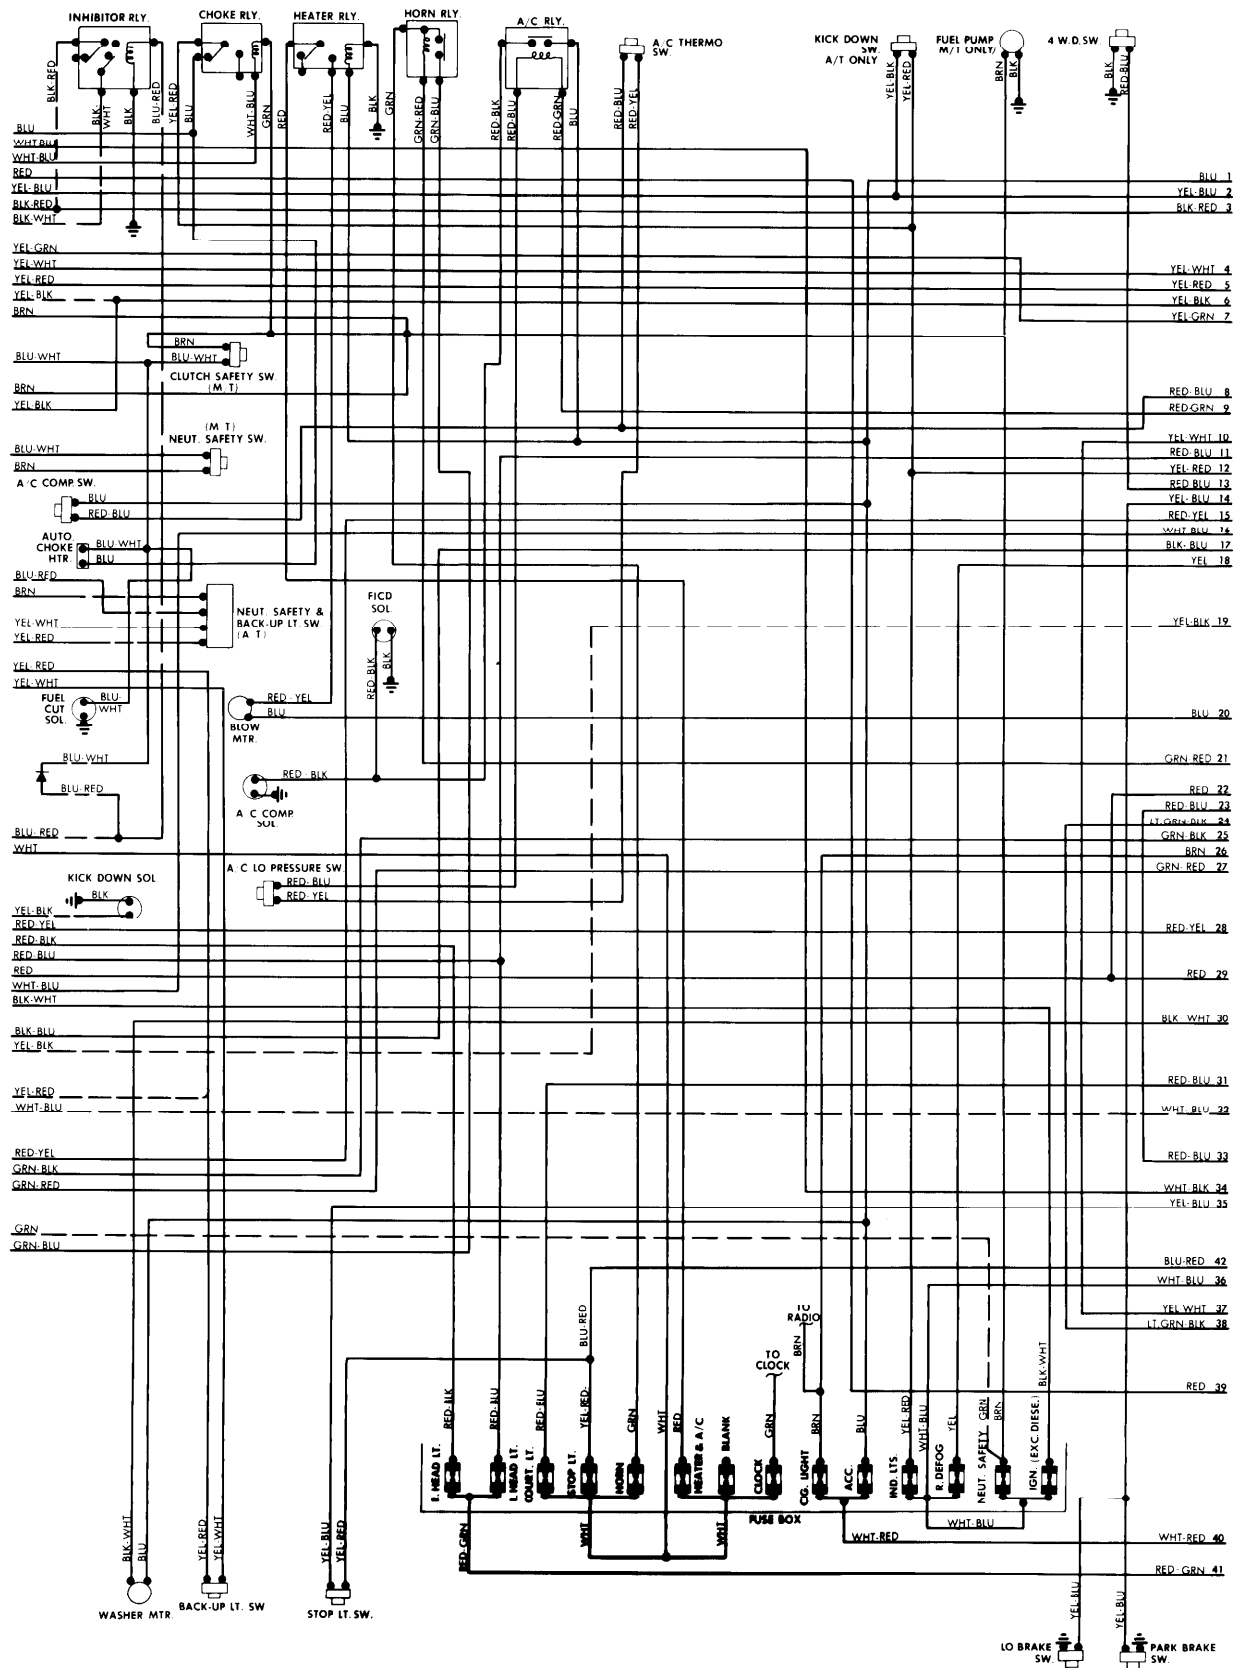 INHIBITOR RLY.
CHOKE RLY.
HEATER RLY.
HORN RLY.
A/C RLY.
A/C THERMO
SW.
KICK DOWN
SW.
A/T ONLY
FUEL PUMP
M/T ONLY
4 W.D. SW.
BLK-RED
BLK-
WHT
BLK
BLU-RED
YEL-RED
BLU
WHT-BLU
GRN
RED
RED-YEL
BLU
BLK
GRN
GRN-RED
GRN-BLU
RED-BLK
RED-BLU
RED-GRN
BLU
RED-BLU
RED-YEL
YEL-BLK
YEL-RED
BRN
BLK
BLK
RED-BLU
BLU
WHT-BLU
WHT-BLU
RED
YEL-BLU
BLK-RED
BLK-WHT
BLU 1
YEL-BLU 2
BLK-RED 3
YEL-GRN
YEL-WHT
YEL-RED
YEL-BLK
BRN
YEL-WHT 4
YEL-RED 5
YEL-BLK 6
YEL-GRN 7
BRN
BLU-WHT
BLU-WHT
CLUTCH SAFETY SW.
(M T)
BRN
YEL-BLK
RED-BLU 8
RED-GRN 9
(M T)
NEUT. SAFETY SW.
BLU-WHT
BRN
YEL-WHT 10
RED-BLU 11
YEL-RED 12
RED BLU 13
YEL-BLU 14
RED-YEL 15
WHT BLU 16
BLK-BLU 17
YEL 18
A/C COMP. SW.
BLU
RED-BLU
AUTO.
CHOKE
HTR.
BLU-WHT
BLU
BLU-RED
BRN
YEL-WHT
YEL-RED
NEUT. SAFETY &
BACK-UP LT. SW
(A T)
FICD
SOL.
RED-BLK
BLK
YEL-BLK 19
YEL-RED
YEL-WHT
FUEL
CUT
SOL.
BLU-
WHT
RED-YEL
BLU
BLOW
MTR.
BLU 20
BLU-WHT
BLU-RED
RED-BLK
A C COMP
SOL.
GRN RED 21
RED 22
RED-BLU 23
LT.GRN-BLK 24
GRN-BLK 25
BRN 26
GRN-RED 27
BLU-RED
WHT
A/C LO PRESSURE SW.
RED-BLU
RED-YEL
KICK DOWN SOL.
BLK
YEL-BLK
RED-YEL
RED-BLK
RED-BLU
RED
WHT-BLU
BLK-WHT
RED-YEL 28
RED 29
BLK-WHT 30
BLK-BLU
YEL-BLK
YEL-RED
WHT-BLU
RED-BLU 31
WHT BLU 32
RED-YEL
GRN-BLK
GRN-RED
RED-BLU 33
WHT-BLK 34
YEL-BLU 35
GRN
GRN-BLU
BLU-RED 42
WHT-BLU 36
YEL WHT 37
LT.GRN-BLK 38
RED 39
BLU-RED
RADIO
BRN
TO
CLOCK
BLK-WHT
RED-BLK
RED-BLU
YEL-RED
GRN
WHT
RED
GRN
BRN
BLU
YEL-RED
WHT-BLU
YEL
GRN
BRN
HEAD LT.
HEAD LT.
COURT. LT.
STOP LT.
HORN
HEATER & A/C
BLANK
CLOCK
CG. LIGHT
ACC.
IND. LTS.
R. DEFOG
NEUT. SAFETY
IGN. (EXC. DIESE.)
FUSE BOX
RED-GRN
WHT
WHT
WHT-BLU
WHT-RED
WHT-RED 40
RED-GRN 41
BLK-WHT
BLU
YEL-RED
YEL-WHT
YEL-BLU
YEL-RED
WASHER MTR.
BACK-UP LT. SW
STOP LT. SW.
YEL-BLU
YEL-BLU
LO BRAKE
SW.
PARK BRAKE
SW.